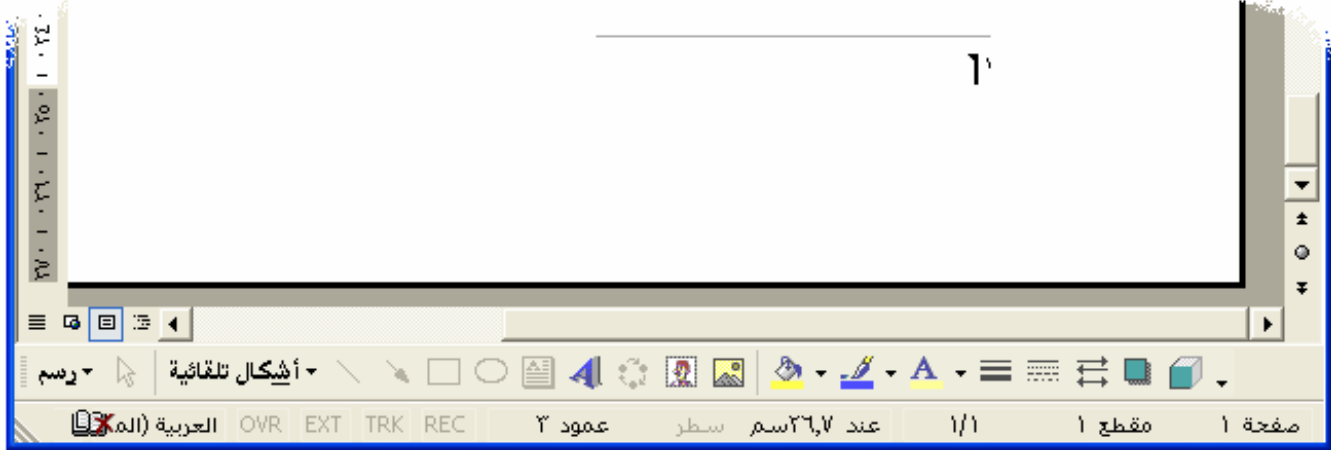 ١
رسم أشكال تلقائية
A
صفحة ١ مقطع ١ ١/١ عند ٢٦,٧سم سطر عمود ٢ REC TRK EXT OVR العربية (الم